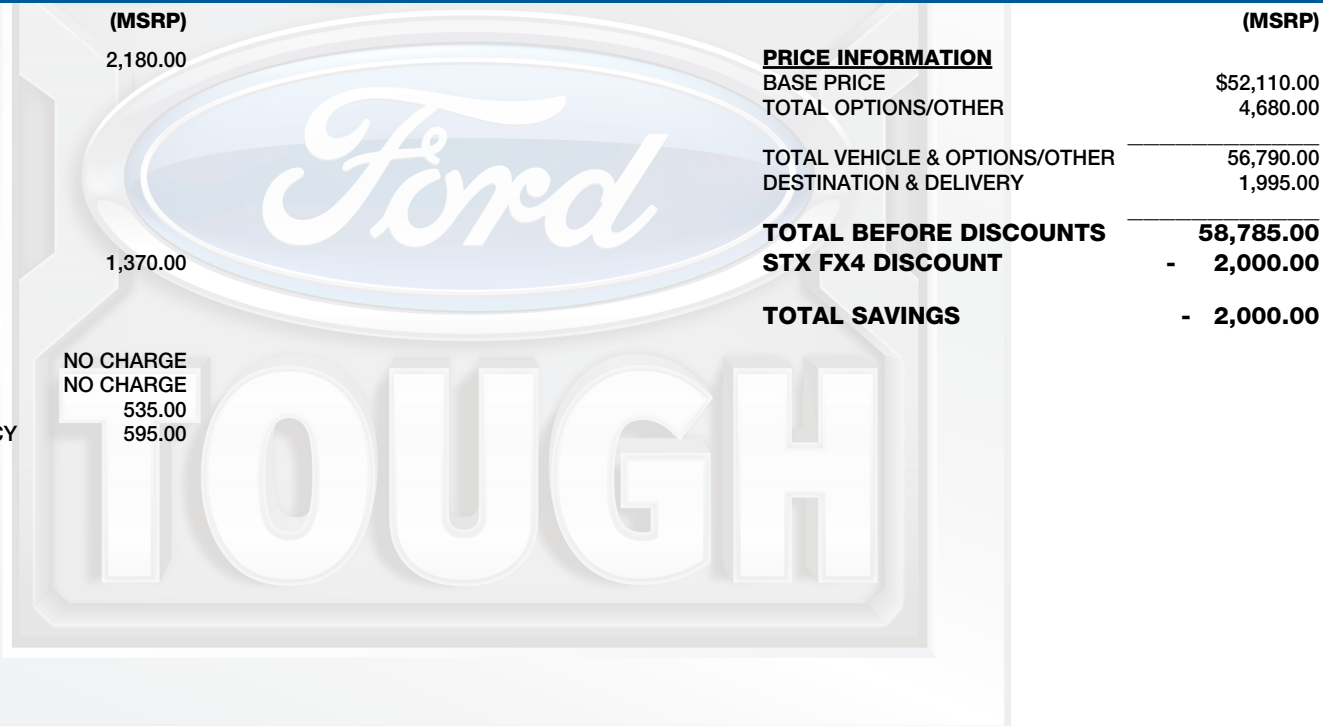 (MSRP)
2,180.00
1,370.00
NO CHARGE
NO CHARGE
535.00
CY 595.00
(MSRP)
PRICE INFORMATION
BASE PRICE $52,110.00
TOTAL OPTIONS/OTHER 4,680.00
TOTAL VEHICLE & OPTIONS/OTHER 56,790.00
DESTINATION & DELIVERY 1,995.00
TOTAL BEFORE DISCOUNTS 58,785.00
STX FX4 DISCOUNT - 2,000.00
TOTAL SAVINGS - 2,000.00
Ford
TOUGH